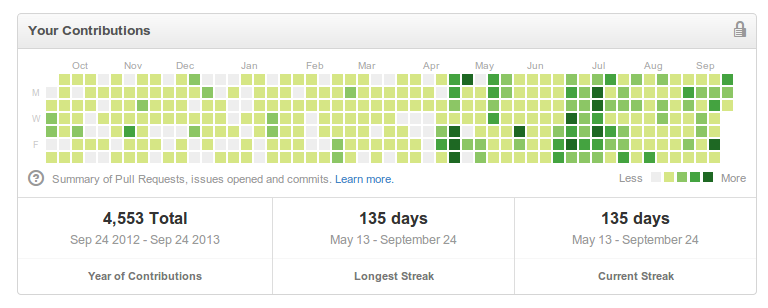 Your Contributions
Oct Nov Dec Jan Feb Mar Apr May Jun Jul Aug Sep
M
W
F
? Summary of Pull Requests, issues opened and commits. Learn more. Less More
4,553 Total 135 days 135 days
Sep 24 2012 - Sep 24 2013 May 13 - September 24 May 13 - September 24
Year of Contributions Longest Streak Current Streak